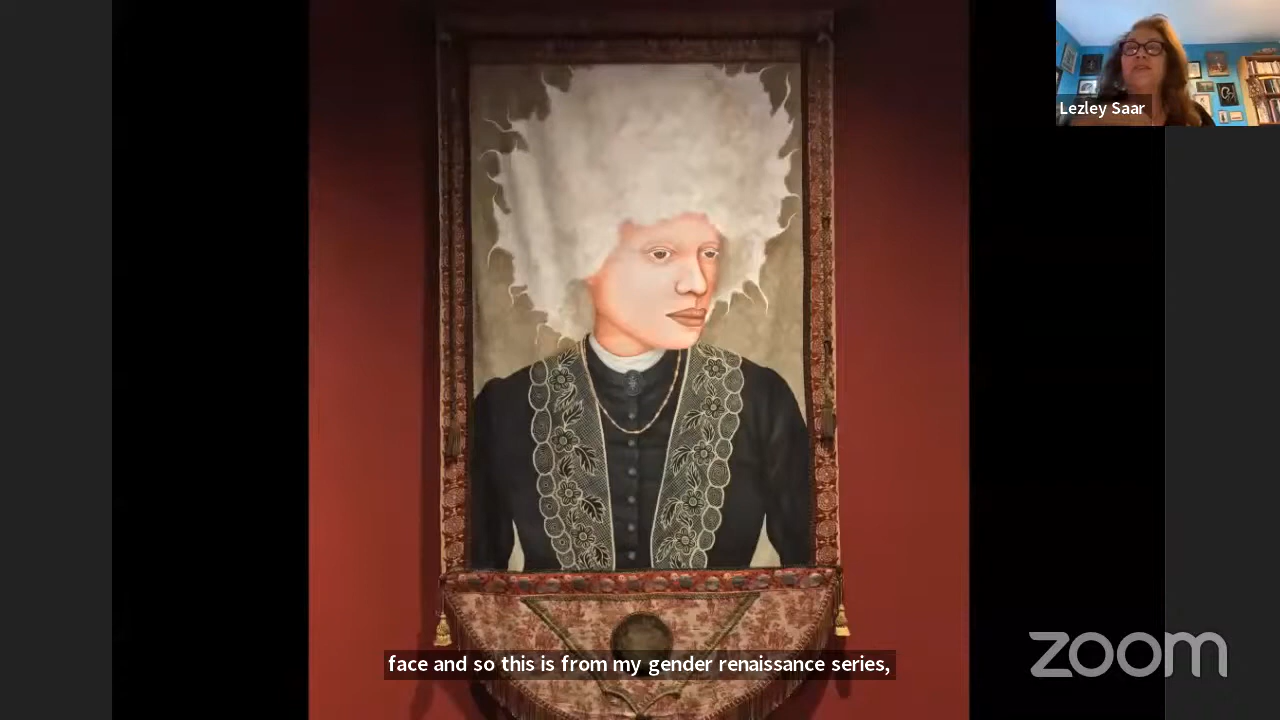 Lezley Saar
face and so this is from my gender renaissance series,
zoom